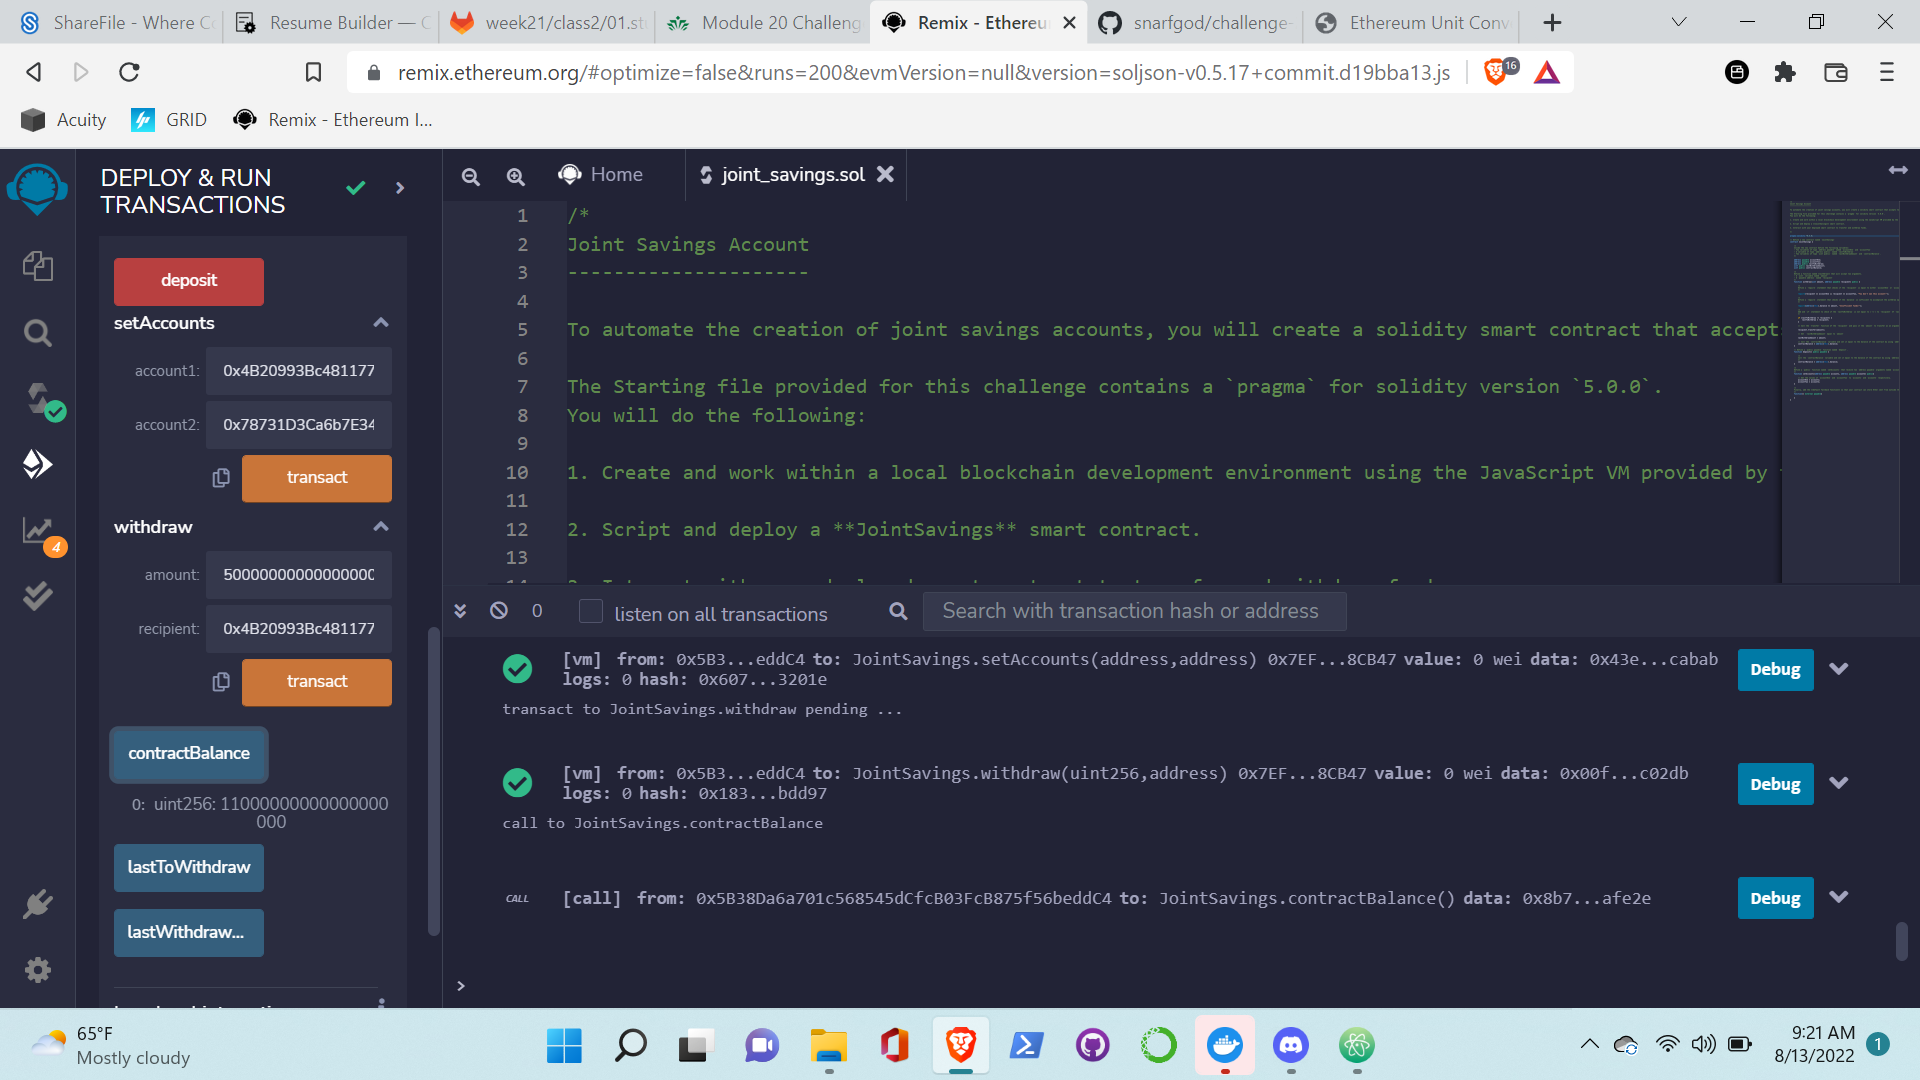 ShareFile - Where Co
Resume Builder — C
week21/class2/01.st
Module 20 Challeng
Remix - Ethereu
snarfgod/challenge-
Ethereum Unit Conv
remix.ethereum.org/#optimize=false&runs=200&evmVersion=null&version=soljson-v0.5.17+commit.d19bba13.js
16
Acuity
GRID
Remix - Ethereum I...
DEPLOY & RUN
TRANSACTIONS
deposit
setAccounts
account1: 0x4B20993Bc481177
account2: 0x78731D3Ca6b7E34
transact
withdraw
amount: 50000000000000000
recipient: 0x4B20993Bc481177
transact
contractBalance
0: uint256: 11000000000000000
000
lastToWithdraw
lastWithdraw...
4
Home
joint_savings.sol
1 /*
2 Joint Savings Account
3 ---------------------
4
5 To automate the creation of joint savings accounts, you will create a solidity smart contract that accept
6
7 The Starting file provided for this challenge contains a `pragma` for solidity version `5.0.0`.
8 You will do the following:
9
10 1. Create and work within a local blockchain development environment using the JavaScript VM provided by
11
12 2. Script and deploy a **JointSavings** smart contract.
13
0
listen on all transactions
Search with transaction hash or address
[vm] from: 0x5B3...eddC4 to: JointSavings.setAccounts(address,address) 0x7EF...8CB47 value: 0 wei data: 0x43e...cabab
logs: 0 hash: 0x607...3201e
Debug
transact to JointSavings.withdraw pending ...
[vm] from: 0x5B3...eddC4 to: JointSavings.withdraw(uint256,address) 0x7EF...8CB47 value: 0 wei data: 0x00f...c02db
logs: 0 hash: 0x183...bdd97
Debug
call to JointSavings.contractBalance
CALL [call] from: 0x5B38Da6a701c568545dCfcB03FcB875f56beddC4 to: JointSavings.contractBalance() data: 0x8b7...afe2e
Debug
>
65°F
Mostly cloudy
9:21 AM
8/13/2022
1